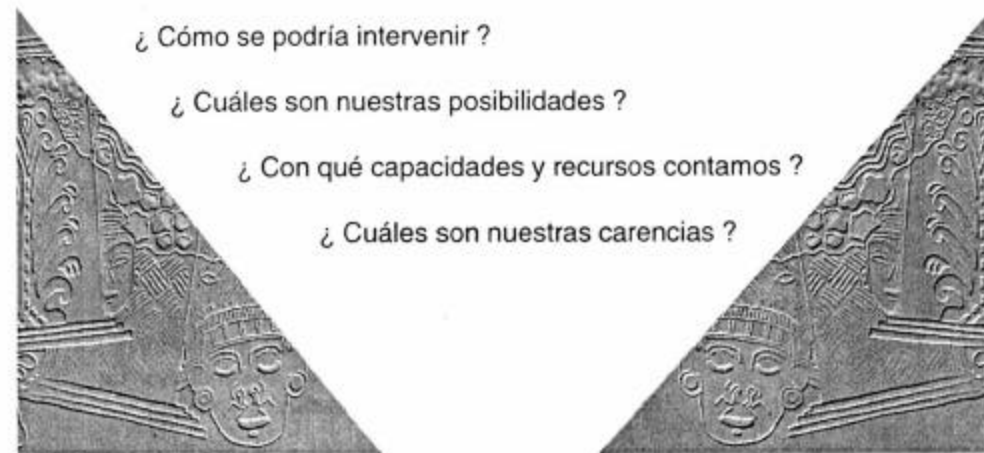 ¿ Cómo se podría intervenir ?
¿ Cuáles son nuestras posibilidades ?
¿ Con qué capacidades y recursos contamos ?
¿ Cuáles son nuestras carencias ?